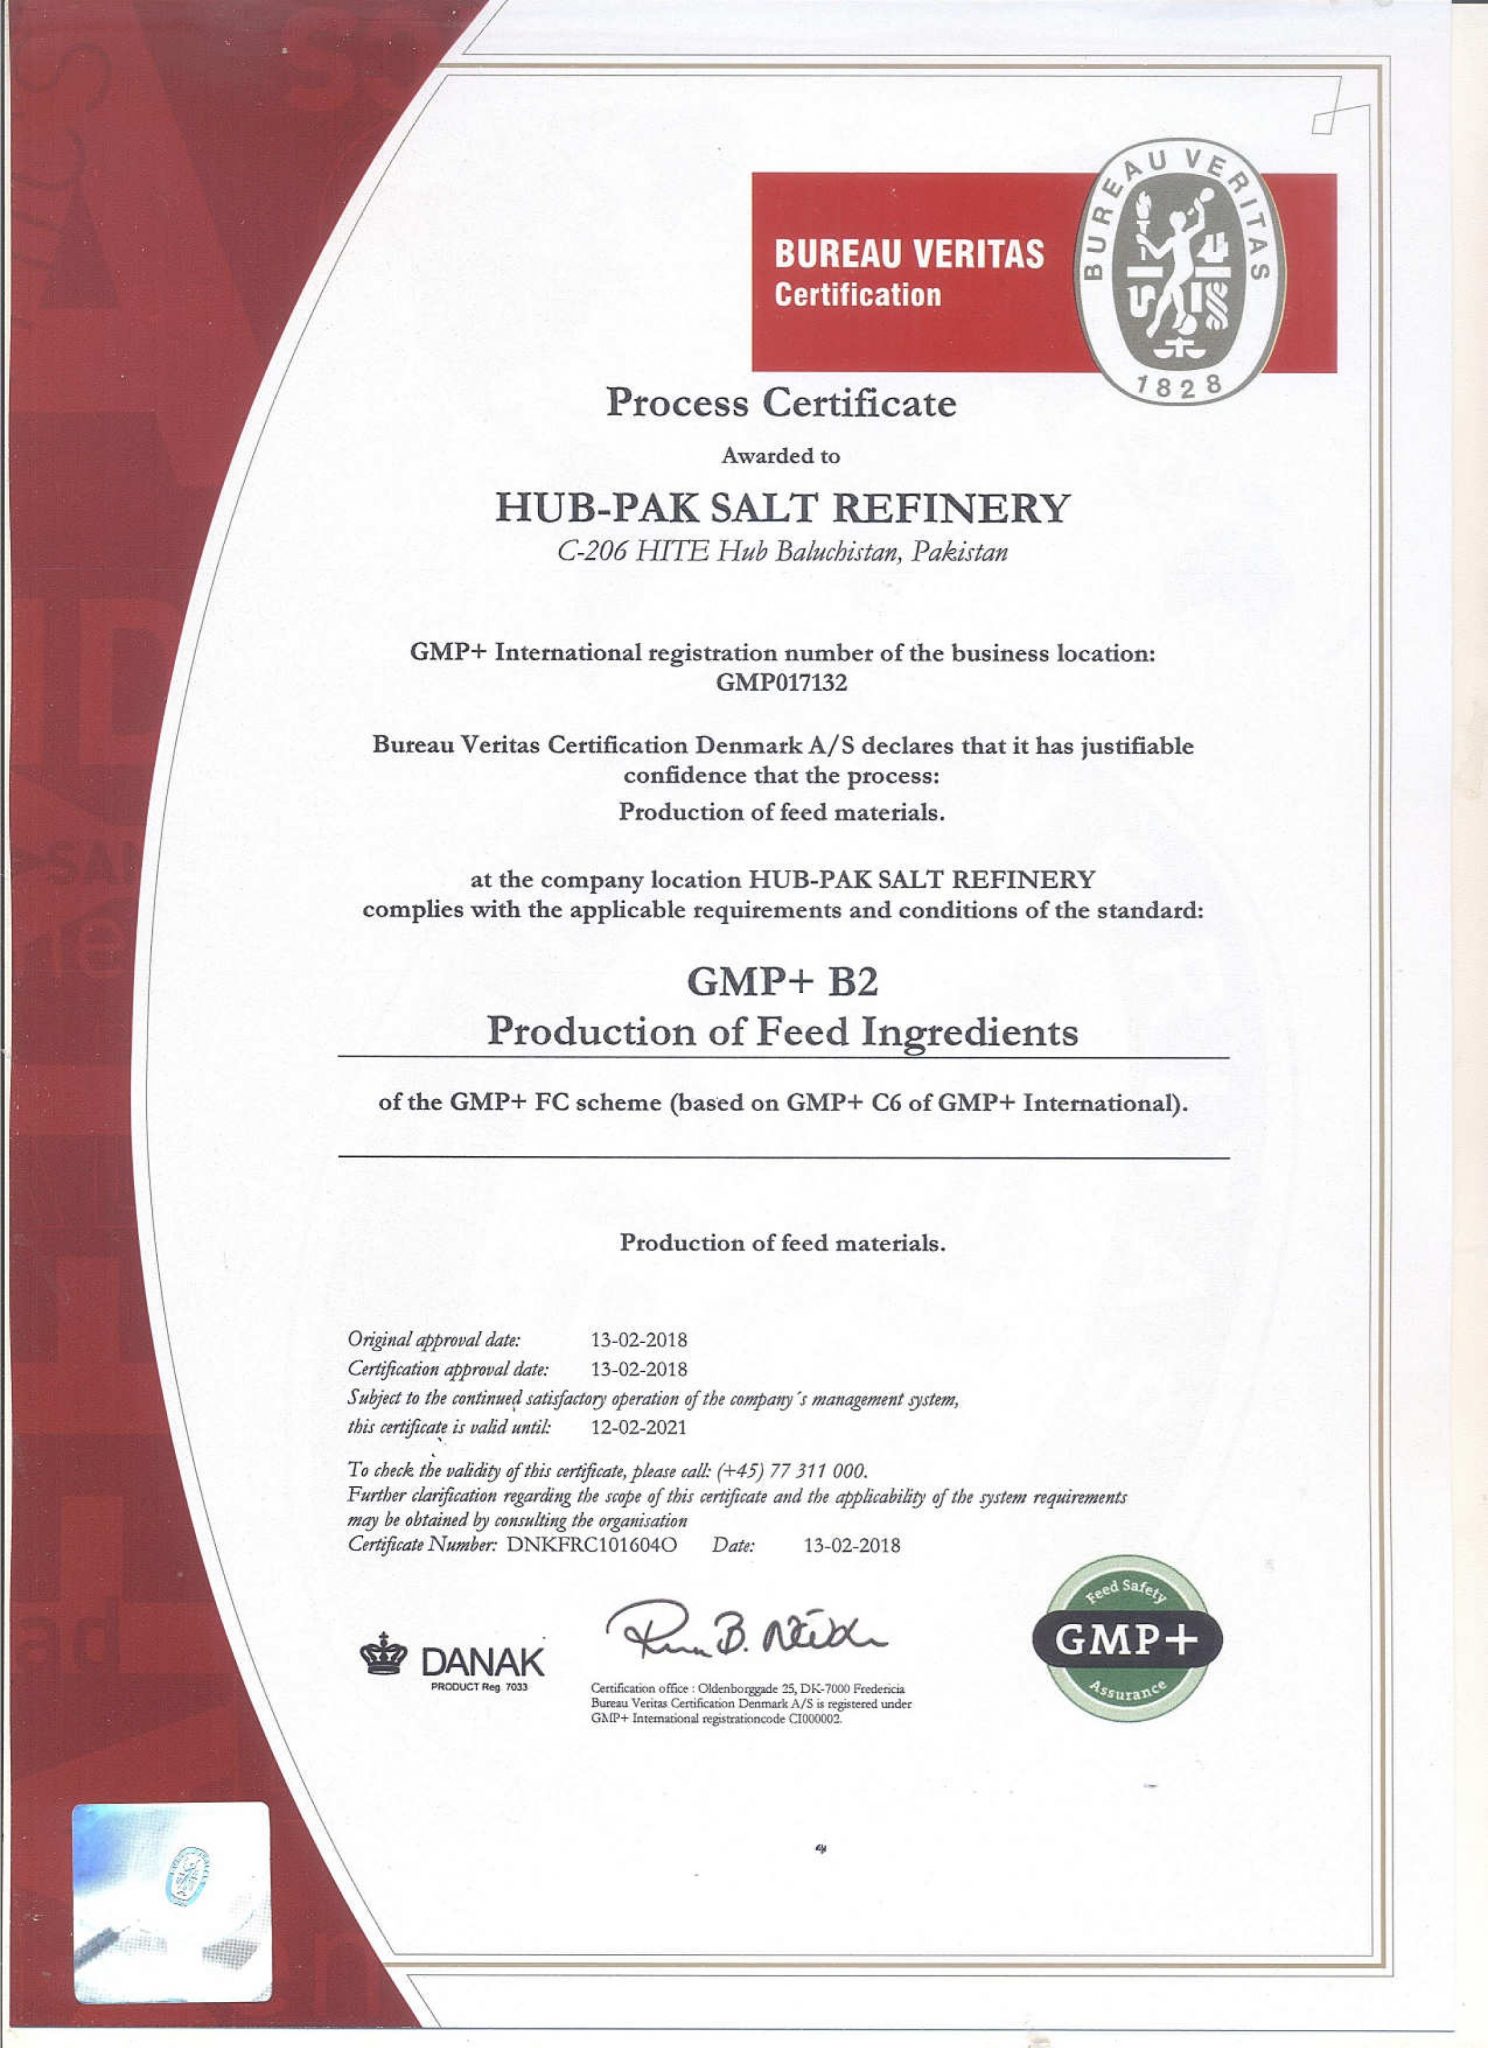 BUREAU VERITAS
Certification
BUREAU VERITAS
1828
Process Certificate
Awarded to
HUB-PAK SALT REFINERY
C-206 HITE Hub Baluchistan, Pakistan
GMP+ International registration number of the business location:
GMP017132
Bureau Veritas Certification Denmark A/S declares that it has justifiable
confidence that the process:
Production of feed materials.
at the company location HUB-PAK SALT REFINERY
complies with the applicable requirements and conditions of the standard:
GMP+ B2
Production of Feed Ingredients
of the GMP+ FC scheme (based on GMP+ C6 of GMP+ International).
Production of feed materials.
Original approval date: 13-02-2018
Certification approval date: 13-02-2018
Subject to the continued satisfactory operation of the company´s management system,
this certificate is valid until: 12-02-2021
To check the validity of this certificate, please call: (+45) 77 311 000.
Further clarification regarding the scope of this certificate and the applicability of the system requirements
may be obtained by consulting the organisation
Certificate Number: DNKFRC101604O Date: 13-02-2018
DANAK
PRODUCT Reg. 7033
Certification office : Oldenborggade 25, DK-7000 Fredericia
Bureau Veritas Certification Denmark A/S is registered under
GMP+ International registrationcode CI000002.
Feed Safety
GMP+
Assurance